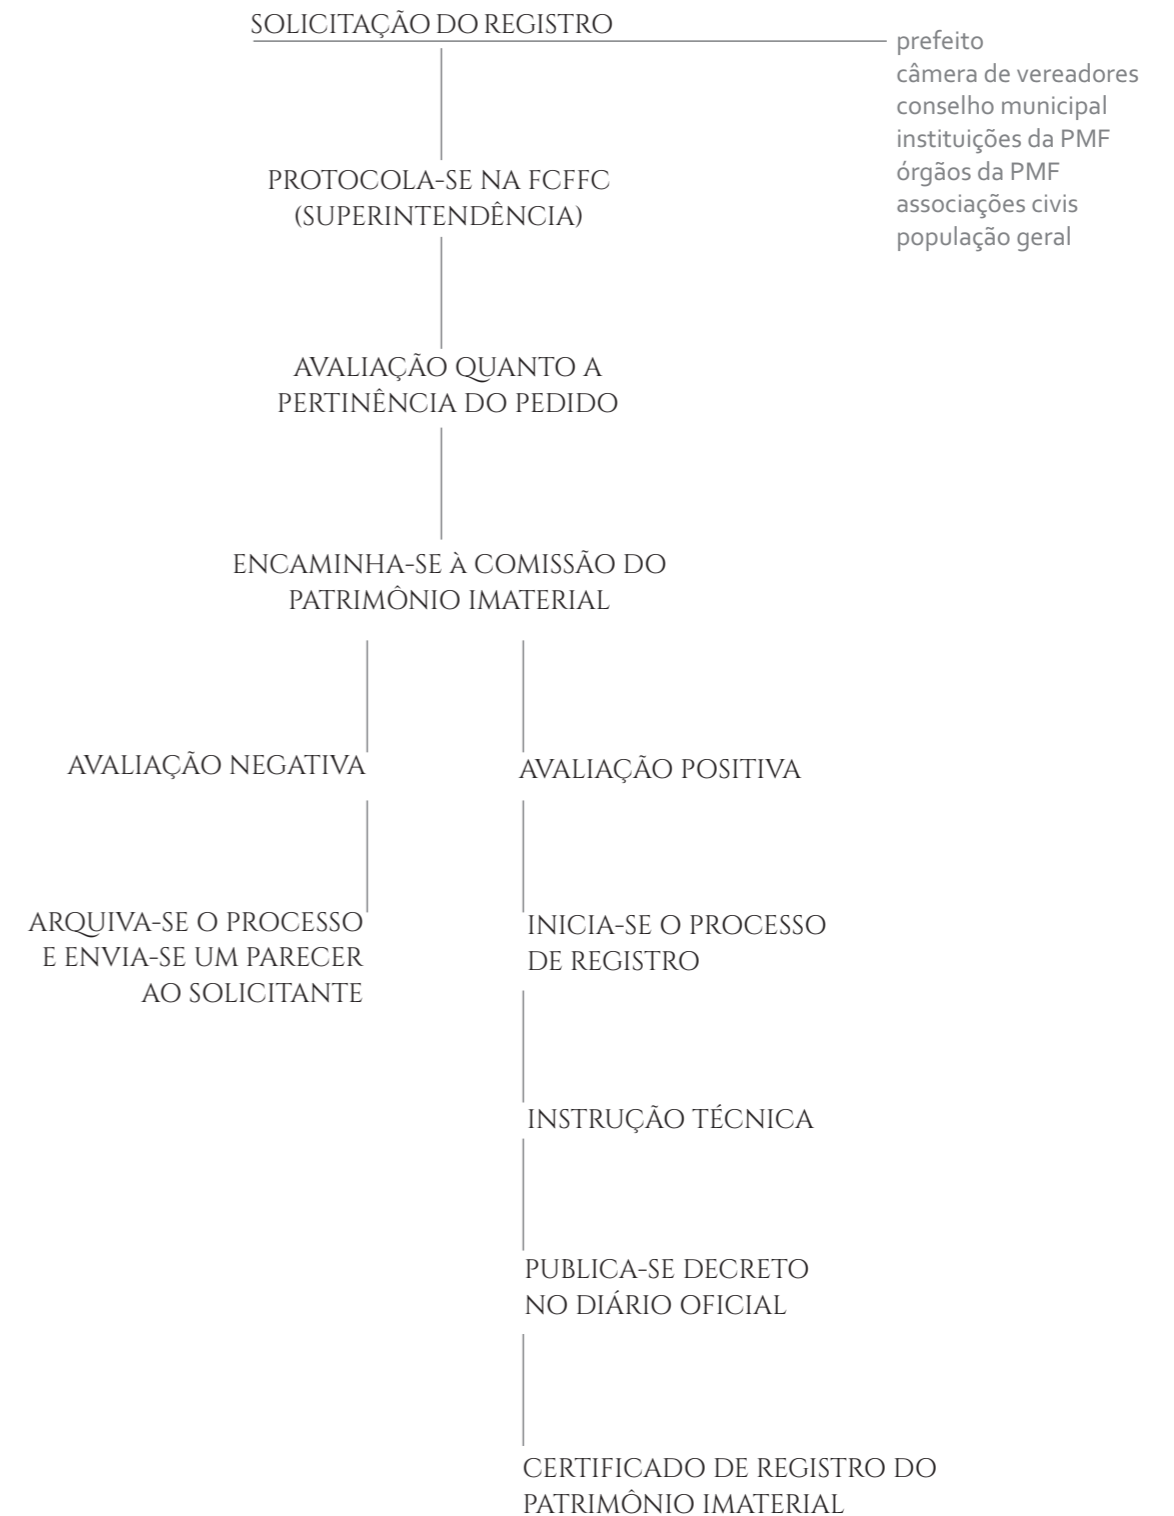 SOLICITAÇÃO DO REGISTRO
prefeito
câmera de vereadores
conselho municipal
instituições da PMF
órgãos da PMF
associações civis
população geral
PROTOCOLA-SE NA FCFFC
(SUPERINTENDÊNCIA)
AVALIAÇÃO QUANTO A
PERTINÊNCIA DO PEDIDO
ENCAMINHA-SE À COMISSÃO DO
PATRIMÔNIO IMATERIAL
AVALIAÇÃO NEGATIVA
AVALIAÇÃO POSITIVA
ARQUIVA-SE O PROCESSO
E ENVIA-SE UM PARECER
AO SOLICITANTE
INICIA-SE O PROCESSO
DE REGISTRO
INSTRUÇÃO TÉCNICA
PUBLICA-SE DECRETO
NO DIÁRIO OFICIAL
CERTIFICADO DE REGISTRO DO
PATRIMÔNIO IMATERIAL